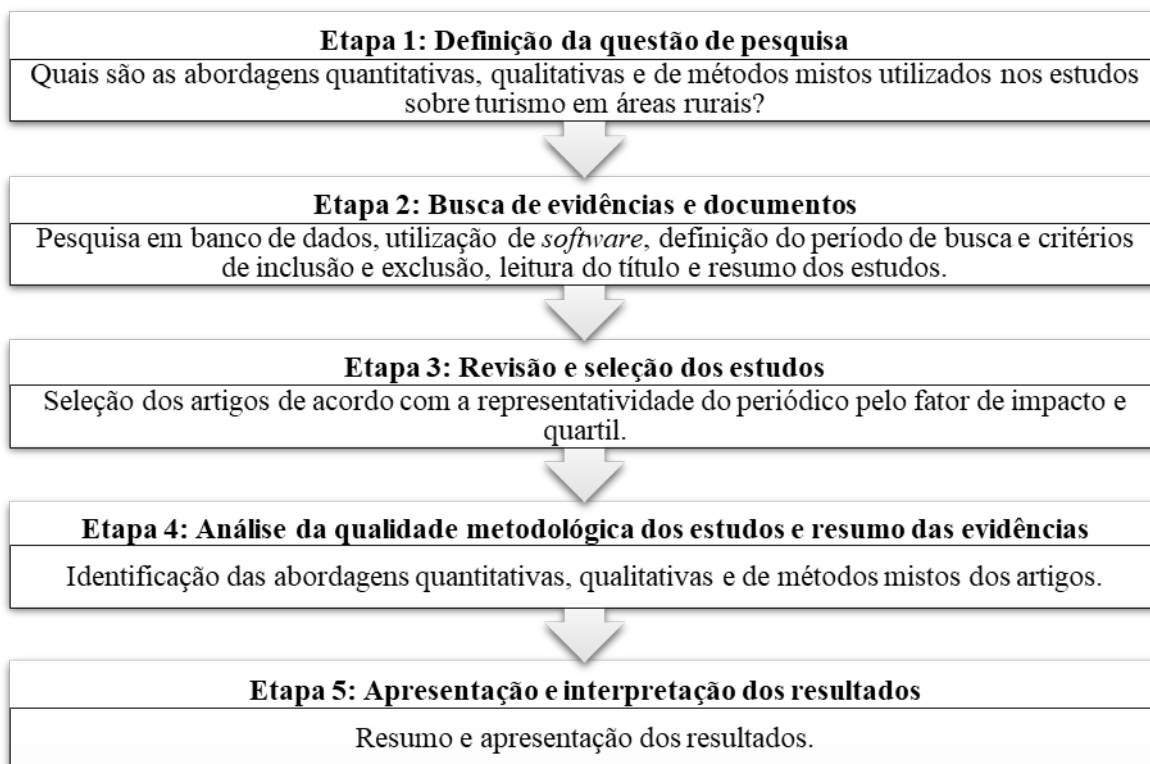 Etapa 1: Definição da questão de pesquisa
Quais são as abordagens quantitativas, qualitativas e de métodos mistos utilizados nos estudos
sobre turismo em áreas rurais?
Etapa 2: Busca de evidências e documentos
Pesquisa em banco de dados, utilização de software, definição do período de busca e critérios
de inclusão e exclusão, leitura do título e resumo dos estudos.
Etapa 3: Revisão e seleção dos estudos
Seleção dos artigos de acordo com a representatividade do periódico pelo fator de impacto e
quartil.
Etapa 4: Análise da qualidade metodológica dos estudos e resumo das evidências
Identificação das abordagens quantitativas, qualitativas e de métodos mistos dos artigos.
Etapa 5: Apresentação e interpretação dos resultados
Resumo e apresentação dos resultados.